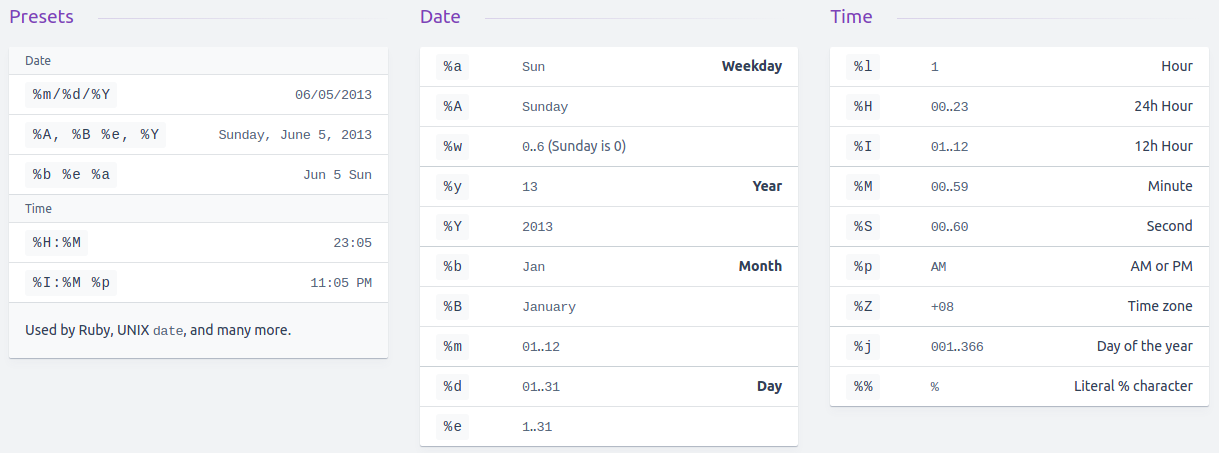 Presets
Date
%m/%d/%Y 06/05/2013
%A, %B %e, %Y Sunday, June 5, 2013
%b %e %a Jun 5 Sun
Time
%H:%M 23:05
%I:%M %p 11:05 PM
Used by Ruby, UNIX date, and many more.
Date
%a Sun Weekday
%A Sunday
%w 0..6 (Sunday is 0)
%y 13 Year
%Y 2013
%b Jan Month
%B January
%m 01..12
%d 01..31 Day
%e 1..31
Time
%l 1 Hour
%H 00..23 24h Hour
%I 01..12 12h Hour
%M 00..59 Minute
%S 00..60 Second
%p AM AM or PM
%Z +08 Time zone
%j 001..366 Day of the year
%% % Literal % character